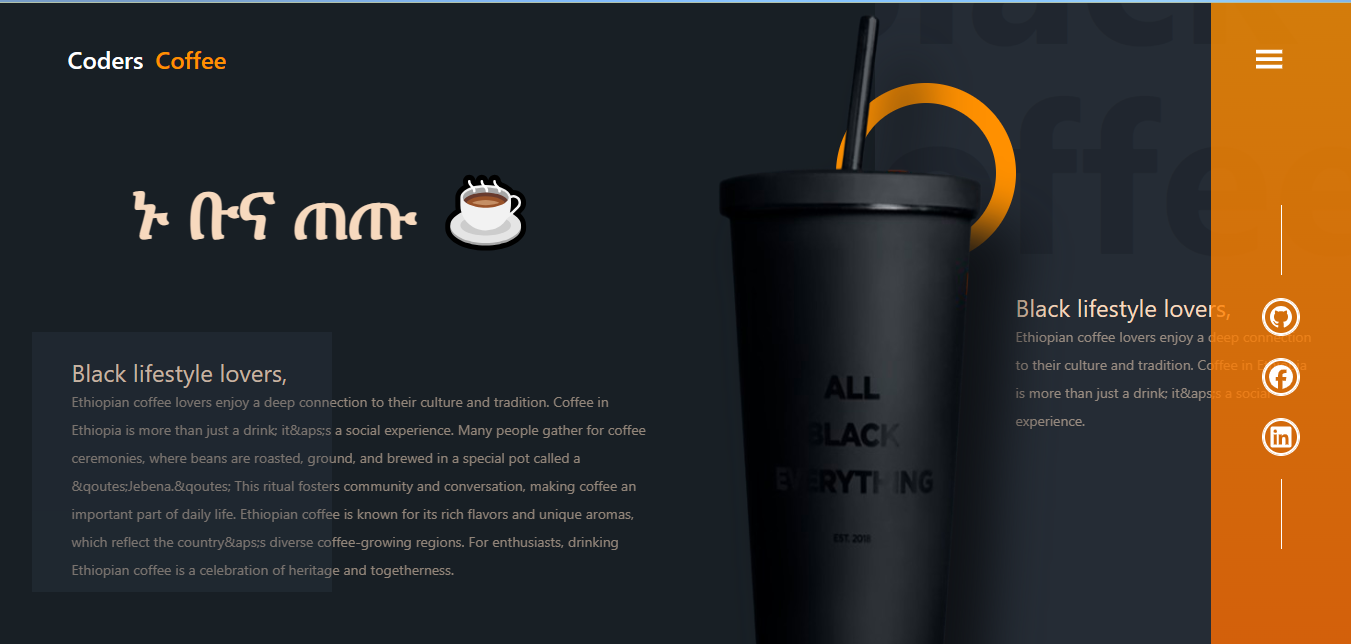 Coders Coffee
ኑ ቡና ጠጡ
Black lifestyle lovers,
Ethiopian coffee lovers enjoy a deep connection to their culture and tradition. Coffee in
Ethiopia is more than just a drink; it&aps;s a social experience. Many people gather for coffee
ceremonies, where beans are roasted, ground, and brewed in a special pot called a
&qoutes;Jebena.&qoutes; This ritual fosters community and conversation, making coffee an
important part of daily life. Ethiopian coffee is known for its rich flavors and unique aromas,
which reflect the country&aps;s diverse coffee-growing regions. For enthusiasts, drinking
Ethiopian coffee is a celebration of heritage and togetherness.
black
offee
ALL
BLACK
EVERYTHING
EST. 2018
Black lifestyle lovers,
Ethiopian coffee lovers enjoy a deep connection
to their culture and tradition. Coffee in Ethiopia
is more than just a drink; it&aps;s a social
experience.